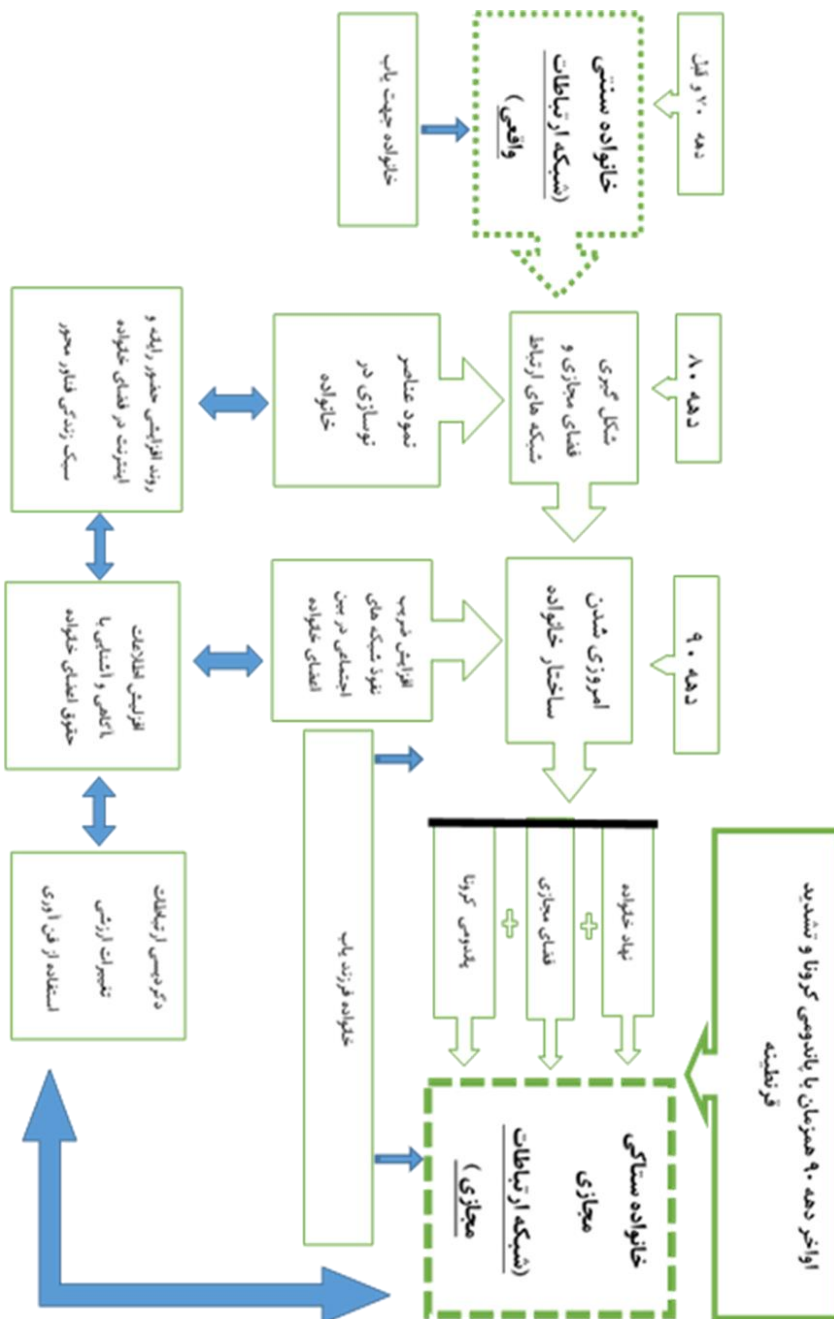 دهه ۷۰ و قبل
خانواده سنتی
(شبکه ارتباطات
واقعی )
خانواده جهت یاب
دهه ۸۰
شکل گیری
فضای مجازی و
شبکه های ارتباط
نمود عناصر
نوسازی در
خانواده
روند افزایشی حضور رایانه و
اینترنت در فضای خانواده
سبک زندگی فناور محور
دهه ۹۰
امروزی شدن
ساختار خانواده
افزایش ضریب
نفوذ شبکه های
اجتماعی در بین
اعضای خانواده
افزایش اطلاعات
،آگاهی و آشنایی با
حقوق اعضای خانواده
اواخر دهه ۹۰ همزمان با پاندومی کرونا و تشدید
قرنطینه
نهاد خانواده
+
فضای مجازی
+
پاندومی کرونا
خانواده فرزند یاب
دگردیسی ارتباطات
تغییرات ارزشی
استفاده از فن آوری
خانواده ستاکی
مجازی
(شبکه ارتباطات
مجازی )